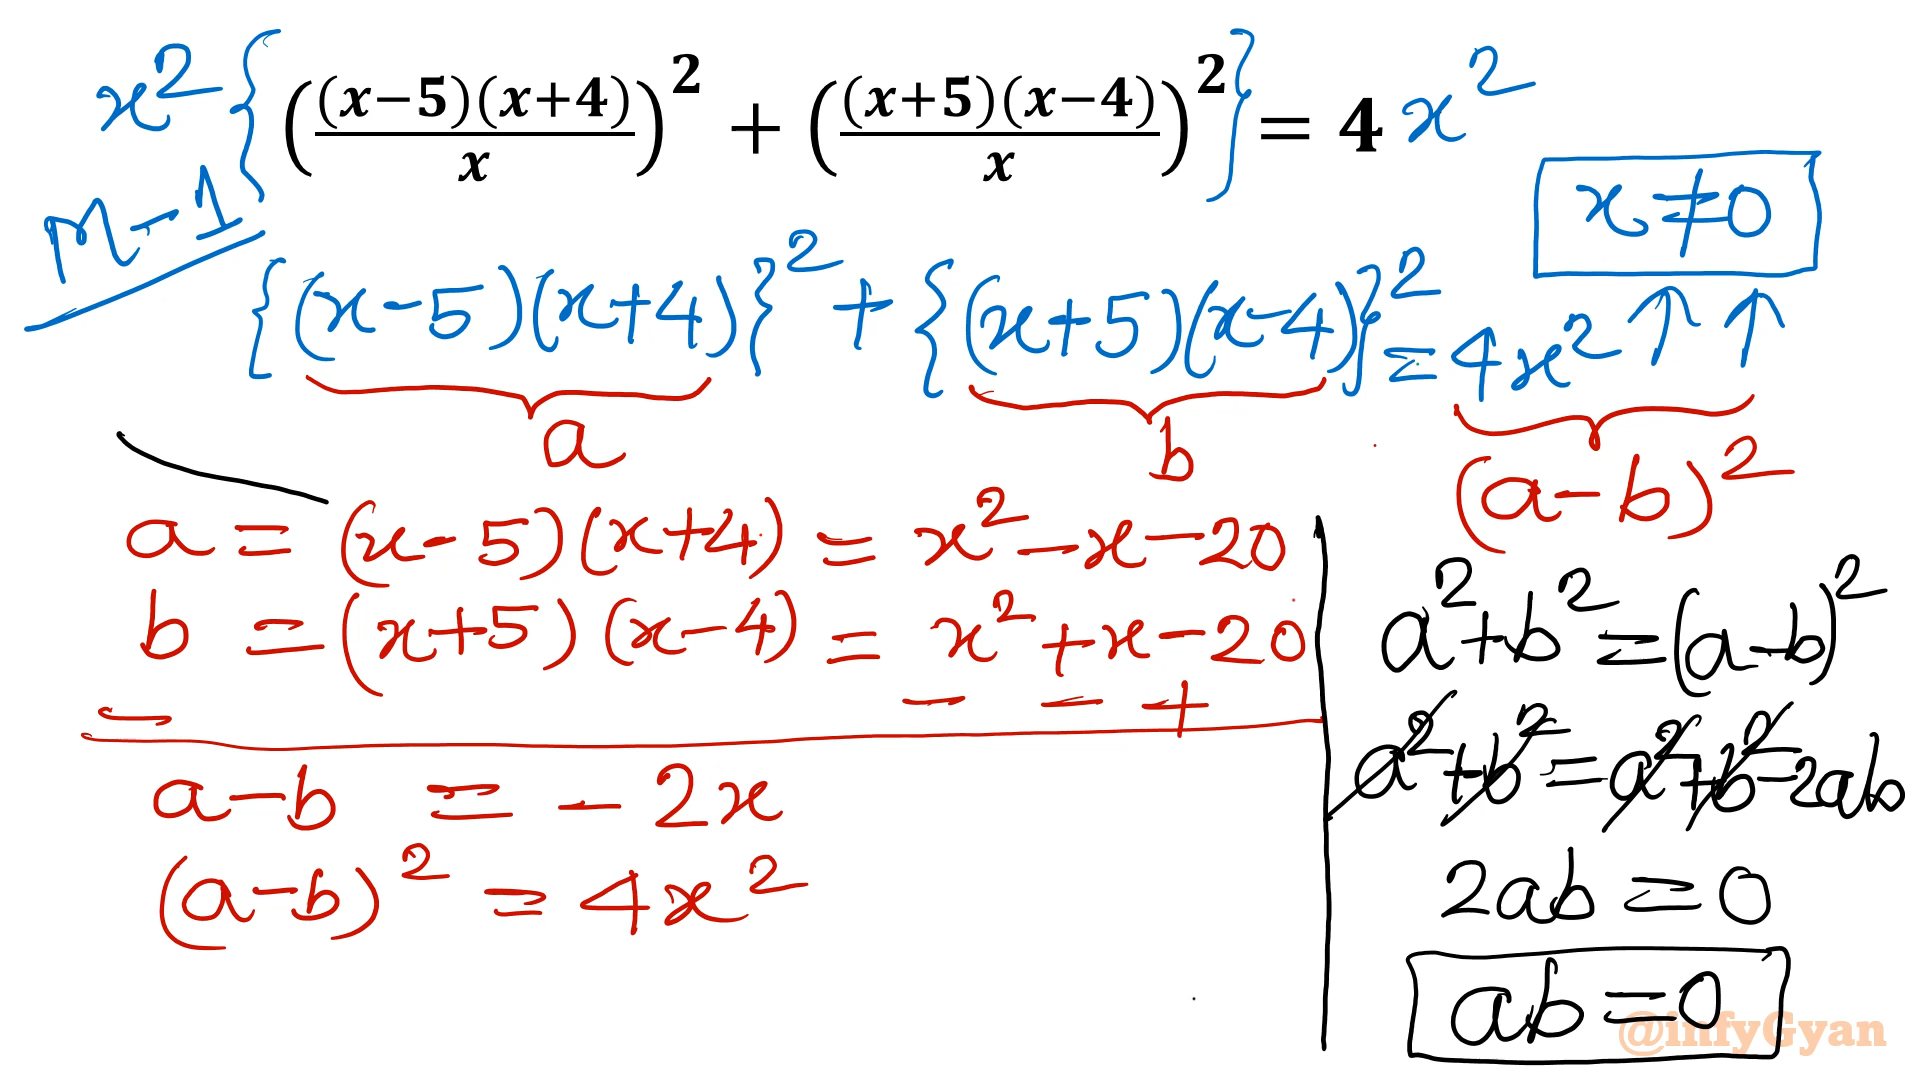 x² { (((x−5)(x+4))/x)² + (((x+5)(x−4))/x)² } = 4 x²
M-1
x ≠ 0
{(x-5)(x+4)}² + {(x+5)(x-4)}² = 4x² ↑ ↑
a b (a-b)²
a = (x-5)(x+4) = x² - x - 20
b = (x+5)(x-4) = x² + x - 20
− − − +
a-b = -2x
(a-b)² = 4x²
a²+b² = (a-b)²
a²+b² = a²+b²-2ab
2ab = 0
ab = 0
@infyGyan